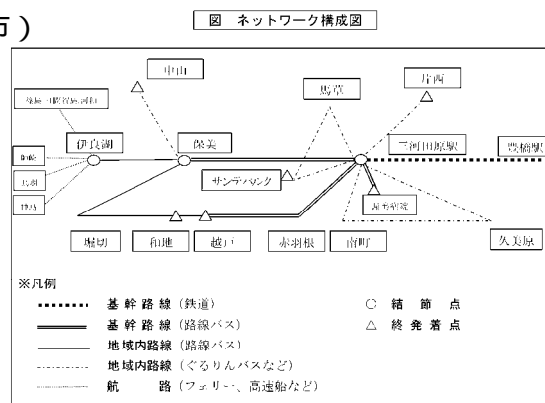 市)
図 ネットワーク構成図
中山
馬草
片西
伊良湖
保美
三河田原駅
豊橋駅
サンテパルク
堀切
和地
越戸
赤羽根
南町
久美原
※凡例
基幹路線(鉄道)
○ 結節点
基幹路線(路線バス)
△ 終発着点
地域内路線(路線バス)
地域内路線(ぐるりんバスなど)
航 路(フェリー、高速船など)